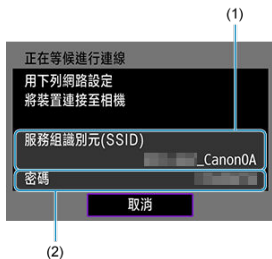 (1)
正在等候進行連線
用下列網路設定
將裝置連接至相機
服務組識別元(SSID)
_Canon0A
密碼
取消
(2)